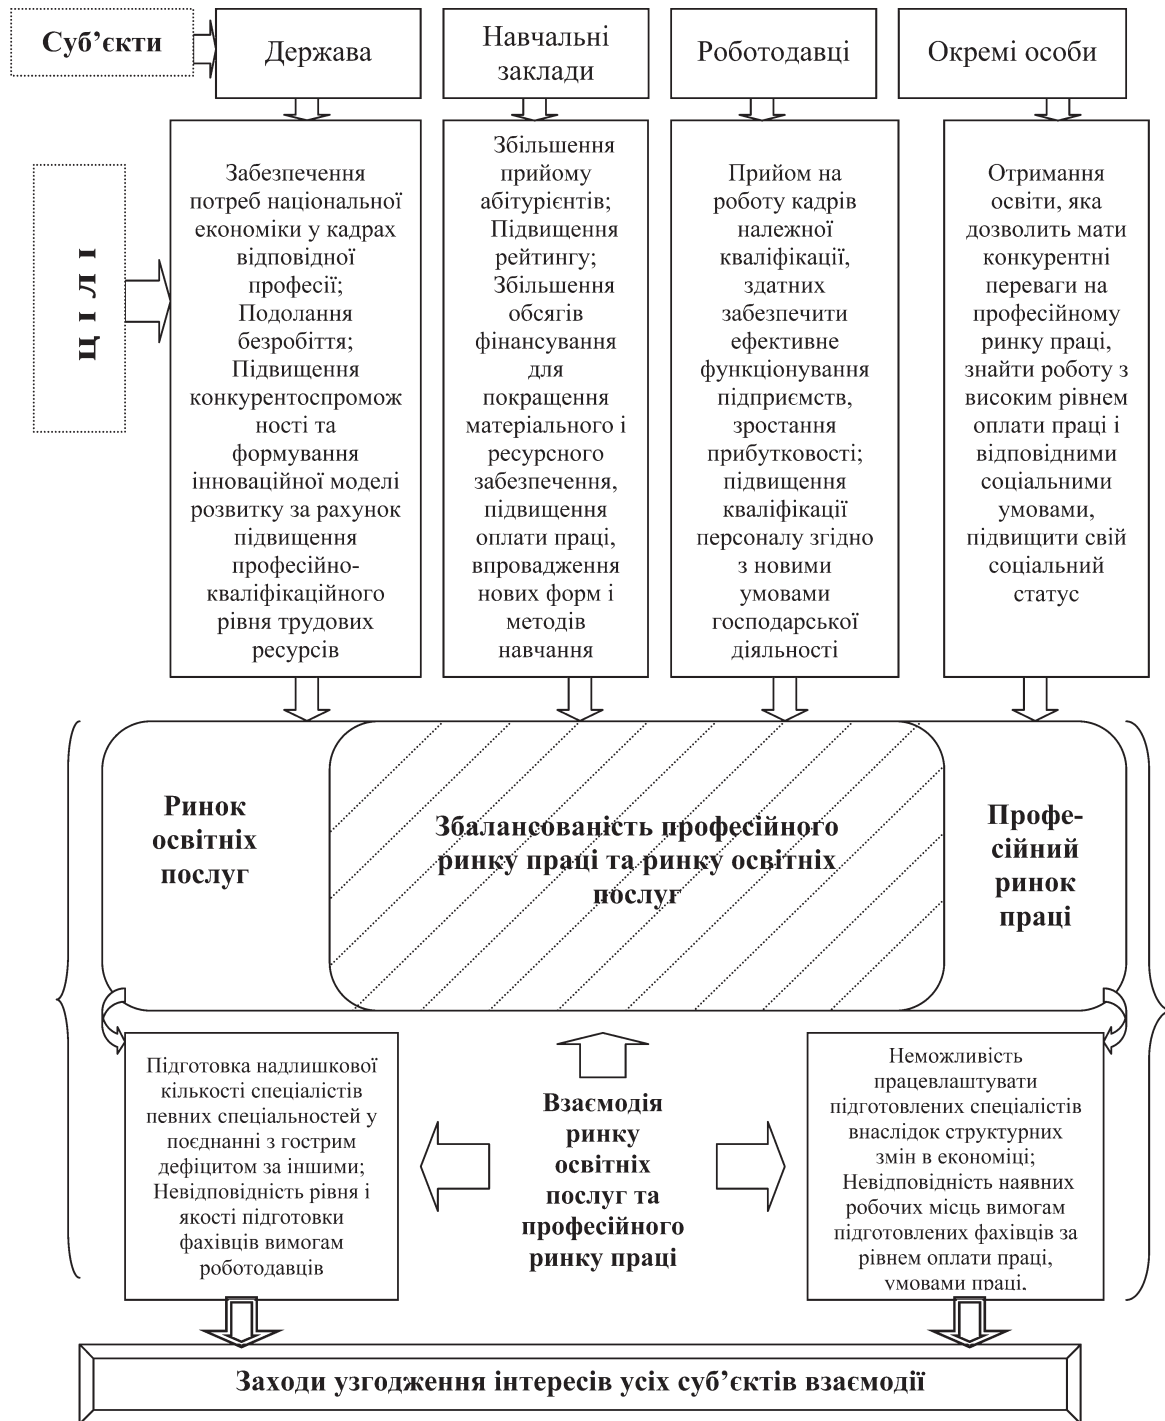 Суб’єкти
Держава
Навчальні
заклади
Роботодавці
Окремі особи
Ц І Л І
Забезпечення
потреб національної
економіки у кадрах
відповідної
професії;
Подолання
безробіття;
Підвищення
конкурентоспромож
ності та
формування
інноваційної моделі
розвитку за рахунок
підвищення
професійно-
кваліфікаційного
рівня трудових
ресурсів
Збільшення
прийому
абітурієнтів;
Підвищення
рейтингу;
Збільшення
обсягів
фінансування
для
покращення
матеріального і
ресурсного
забезпечення,
підвищення
оплати праці,
впровадження
нових форм і
методів
навчання
Прийом на
роботу кадрів
належної
кваліфікації,
здатних
забезпечити
ефективне
функціонування
підприємств,
зростання
прибутковості;
підвищення
кваліфікації
персоналу згідно
з новими
умовами
господарської
діяльності
Отримання
освіти, яка
дозволить мати
конкурентні
переваги на
професійному
ринку праці,
знайти роботу з
високим рівнем
оплати праці і
відповідними
соціальними
умовами,
підвищити свій
соціальний
статус
Ринок
освітніх
послуг
Збалансованість професійного
ринку праці та ринку освітніх
послуг
Профе-
сійний
ринок
праці
Підготовка надлишкової
кількості спеціалістів
певних спеціальностей у
поєднанні з гострим
дефіцитом за іншими;
Невідповідність рівня і
якості підготовки
фахівців вимогам
роботодавців
Взаємодія
ринку
освітніх
послуг та
професійного
ринку праці
Неможливість
працевлаштувати
підготовлених спеціалістів
внаслідок структурних
змін в економіці;
Невідповідність наявних
робочих місць вимогам
підготовлених фахівців за
рівнем оплати праці,
умовами праці,
Заходи узгодження інтересів усіх суб’єктів взаємодії